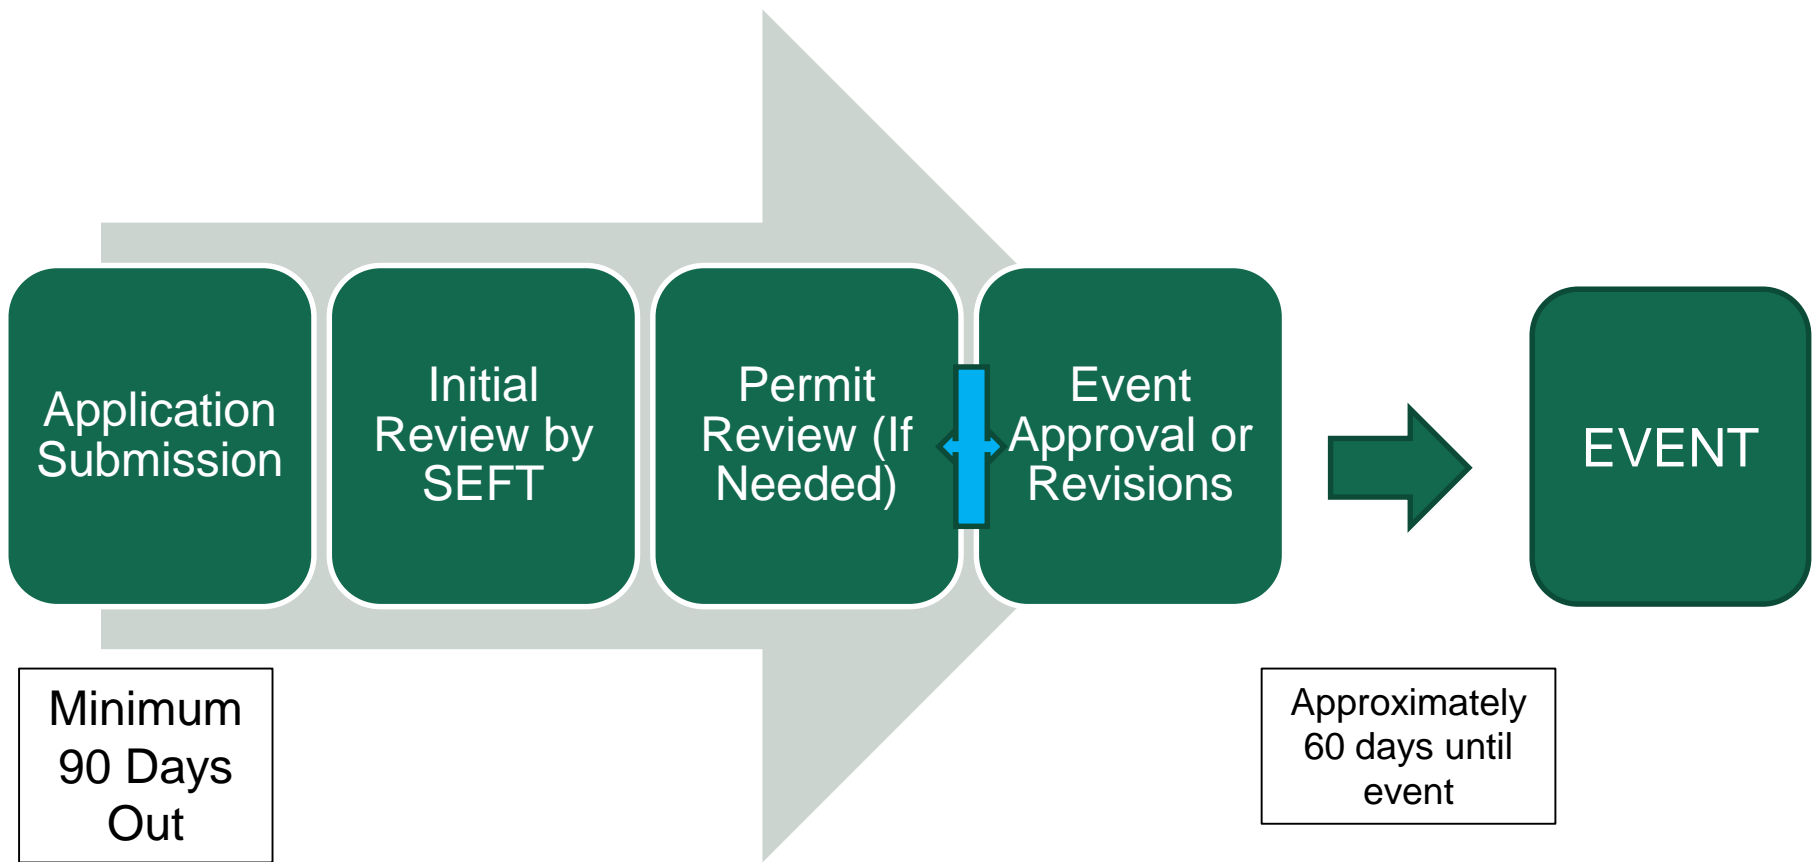 Application
Submission
Initial
Review by
SEFT
Permit
Review (If
Needed)
Event
Approval or
Revisions
EVENT
Minimum
90 Days
Out
Approximately
60 days until
event